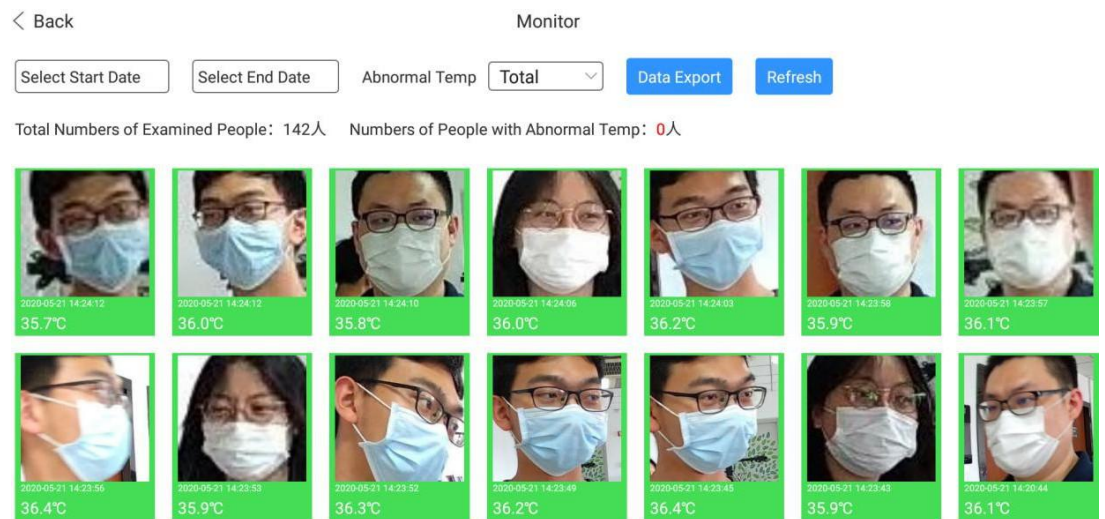 Back
Monitor
Select Start Date
Select End Date
Abnormal Temp
Total
Data Export
Refresh
Total Numbers of Examined People：142人
Numbers of People with Abnormal Temp：0人
2020-05-21 14:24:12
35.7℃
2020-05-21 14:24:12
36.0℃
2020-05-21 14:24:10
35.8℃
2020-05-21 14:24:06
36.0℃
2020-05-21 14:24:03
36.2℃
2020-05-21 14:23:58
35.9℃
2020-05-21 14:23:57
36.1℃
2020-05-21 14:23:56
36.4℃
2020-05-21 14:23:53
35.9℃
2020-05-21 14:23:52
36.3℃
2020-05-21 14:23:49
36.2℃
2020-05-21 14:23:45
36.4℃
2020-05-21 14:23:43
35.9℃
2020-05-21 14:20:44
36.1℃